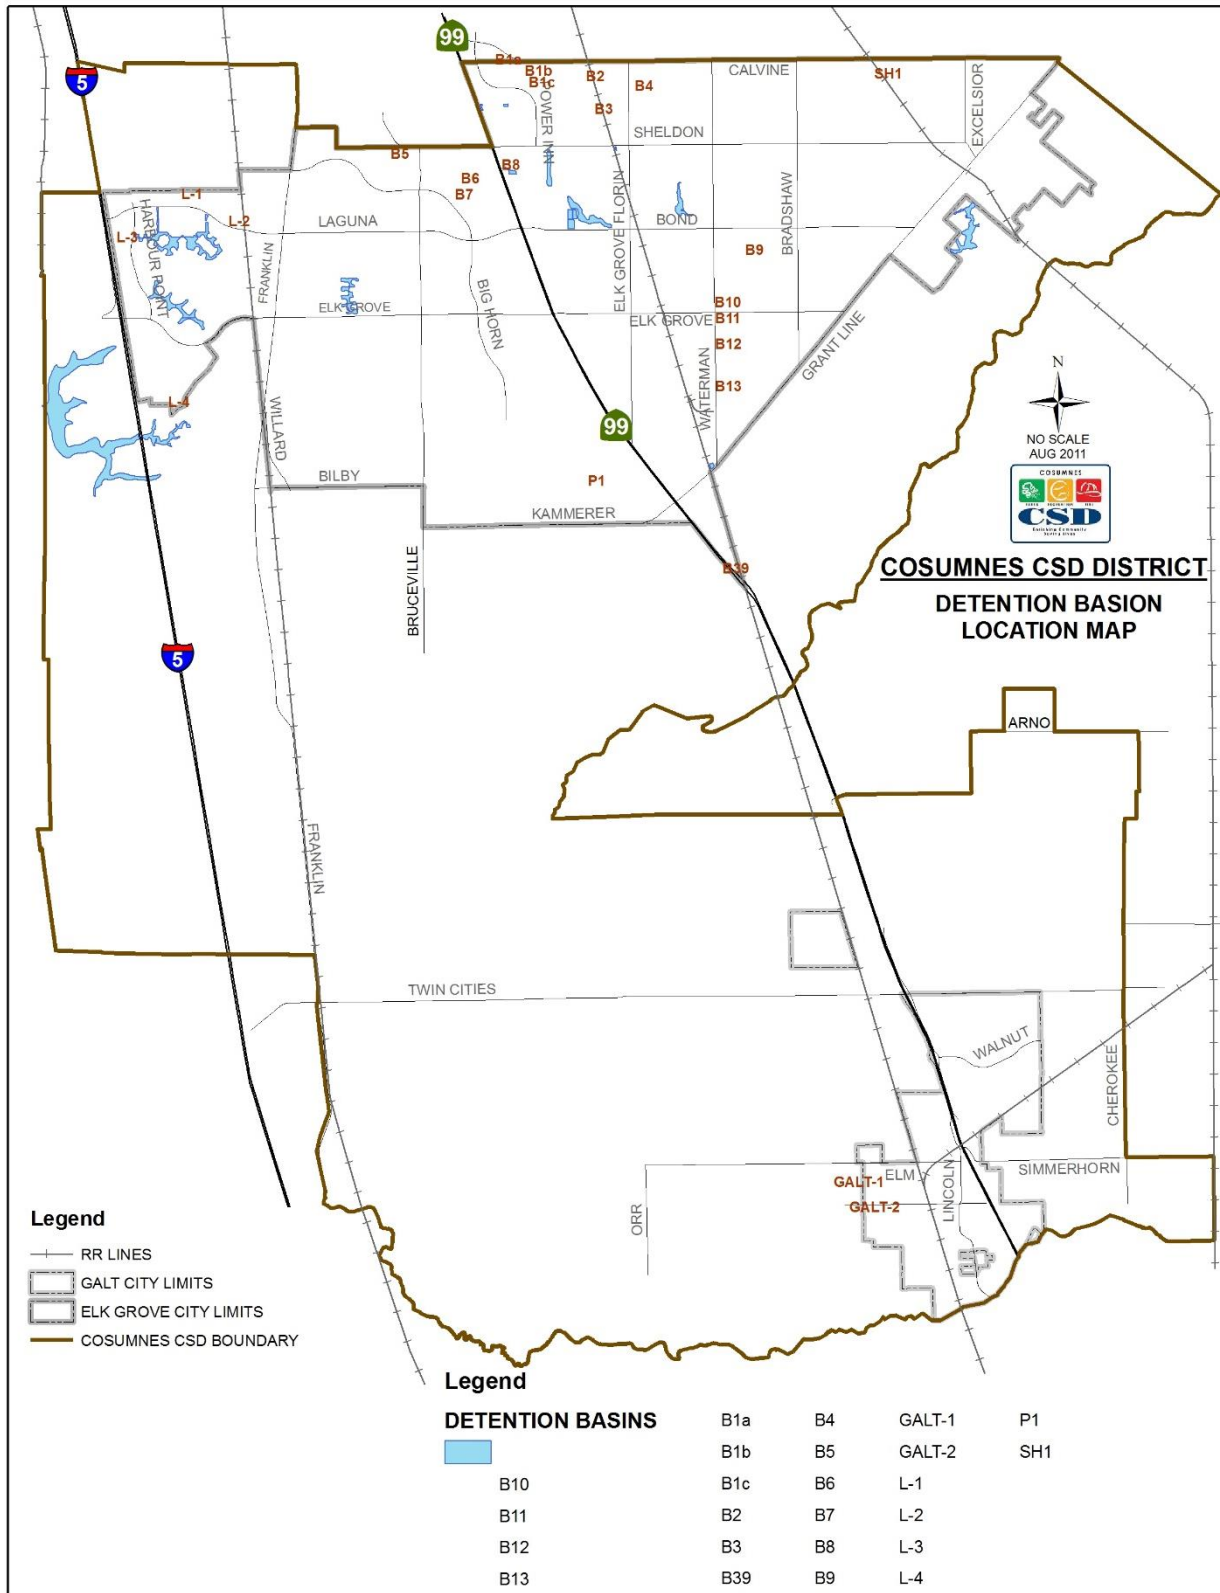 99
5
B1a
B1b
B1c
B2
B4
CALVINE
SH1
EXCELSIOR
POWER INN
B3
SHELDON
B5
B8
B6
B7
L-1
L-2
L-3
HARBOUR POINT
LAGUNA
FRANKLIN
ELK GROVE FLORIN
BOND
BRADSHAW
B9
BIG HORN
ELK GROVE
B10
ELK GROVE
B11
B12
WATERMAN
B13
GRANT LINE
L-4
WILLARD
99
N
NO SCALE
AUG 2011
COSUMNES
CSD
BILBY
P1
KAMMERER
B39
BRUCEVILLE
COSUMNES CSD DISTRICT
DETENTION BASION
LOCATION MAP
5
ARNO
FRANKLIN
TWIN CITIES
WALNUT
CHEROKEE
ELM
SIMMERHORN
LINCOLN
GALT-1
GALT-2
ORR
Legend
RR LINES
GALT CITY LIMITS
ELK GROVE CITY LIMITS
COSUMNES CSD BOUNDARY
Legend
DETENTION BASINS
B10
B11
B12
B13
B1a
B1b
B1c
B2
B3
B39
B4
B5
B6
B7
B8
B9
GALT-1
GALT-2
L-1
L-2
L-3
L-4
P1
SH1